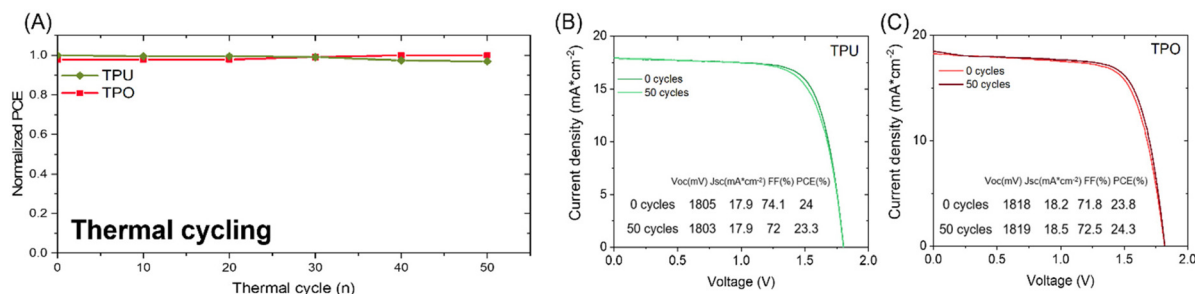 (A)
Normalized PCE
1.0
0.8
0.6
0.4
0.2
0.0
TPU
TPO
Thermal cycling
0 10 20 30 40 50
Thermal cycle (n)
(B)
Current density (mA*cm-2)
20
15
10
5
0
TPU
0 cycles
50 cycles
Voc(mV) Jsc(mA*cm-2) FF(%) PCE(%)
0 cycles 1805 17.9 74.1 24
50 cycles 1803 17.9 72 23.3
0.0 0.5 1.0 1.5 2.0
Voltage (V)
(C)
Current density (mA*cm-2)
20
15
10
5
0
TPO
0 cycles
50 cycles
Voc(mV) Jsc(mA*cm-2) FF(%) PCE(%)
0 cycles 1818 18.2 71.8 23.8
50 cycles 1819 18.5 72.5 24.3
0.0 0.5 1.0 1.5 2.0
Voltage (V)